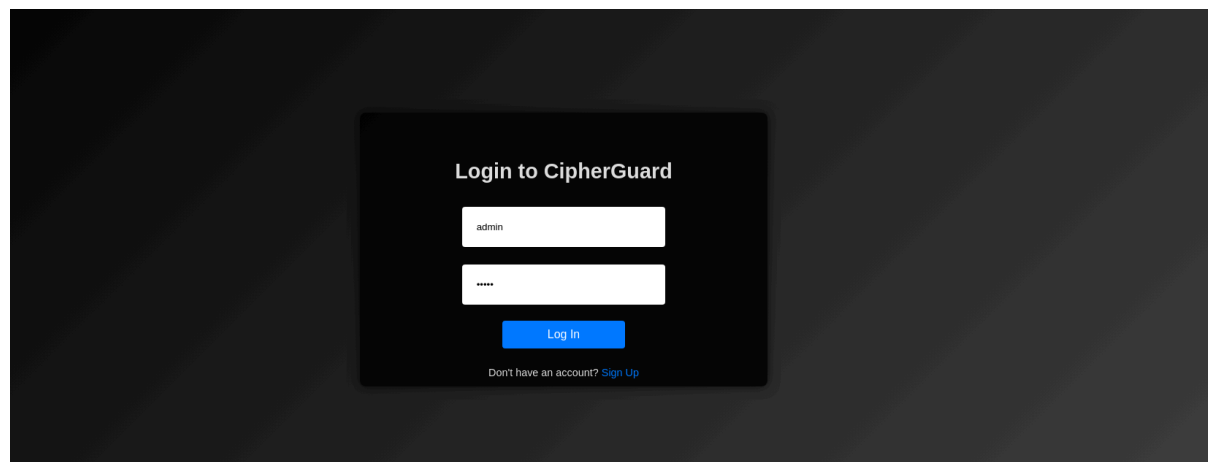 Login to CipherGuard
admin
•••••
Log In
Don't have an account? Sign Up